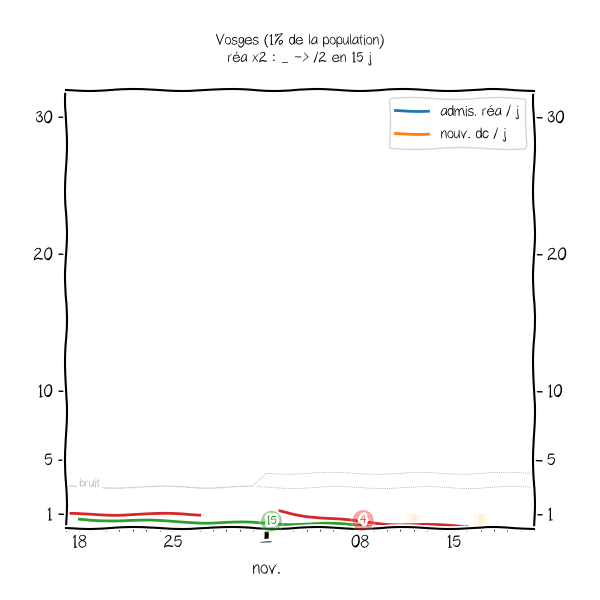 Vosges (1% de la population)
réa x2 : _ -> /2 en 15 j
admis. réa / j
nouv. dc / j
30 30
20 20
10 10
5 5
bruit
1 15 4 1
18 25 08 15
nov.